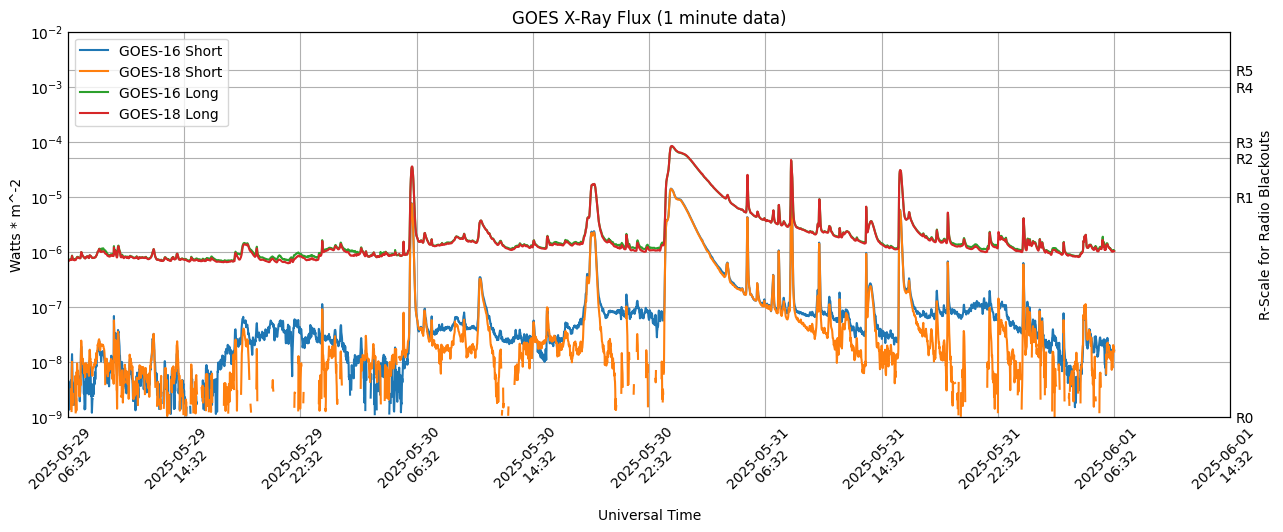 GOES X-Ray Flux (1 minute data)
GOES-16 Short
GOES-18 Short
GOES-16 Long
GOES-18 Long
Watts * m^-2
10^-2
10^-3
10^-4
10^-5
10^-6
10^-7
10^-8
10^-9
R5
R4
R3
R2
R1
R0
R-Scale for Radio Blackouts
2025-05-29
06:32
2025-05-29
14:32
2025-05-29
22:32
2025-05-30
06:32
2025-05-30
14:32
2025-05-30
22:32
2025-05-31
06:32
2025-05-31
14:32
2025-05-31
22:32
2025-06-01
06:32
2025-06-01
14:32
Universal Time